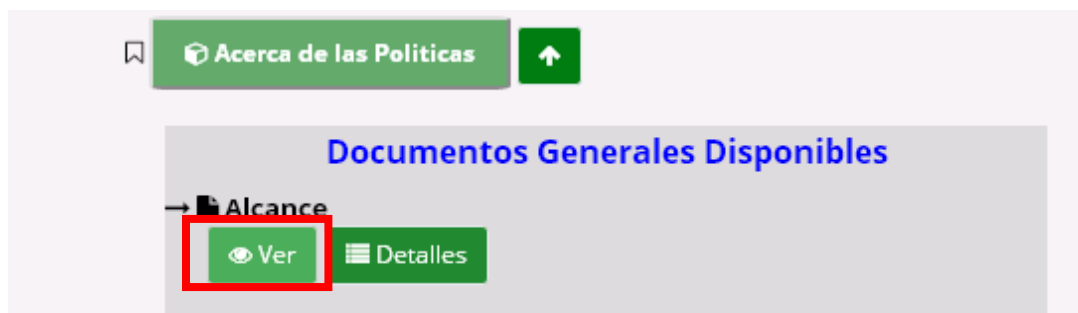 Acerca de las Politicas
Documentos Generales Disponibles
Alcance
Ver Detalles